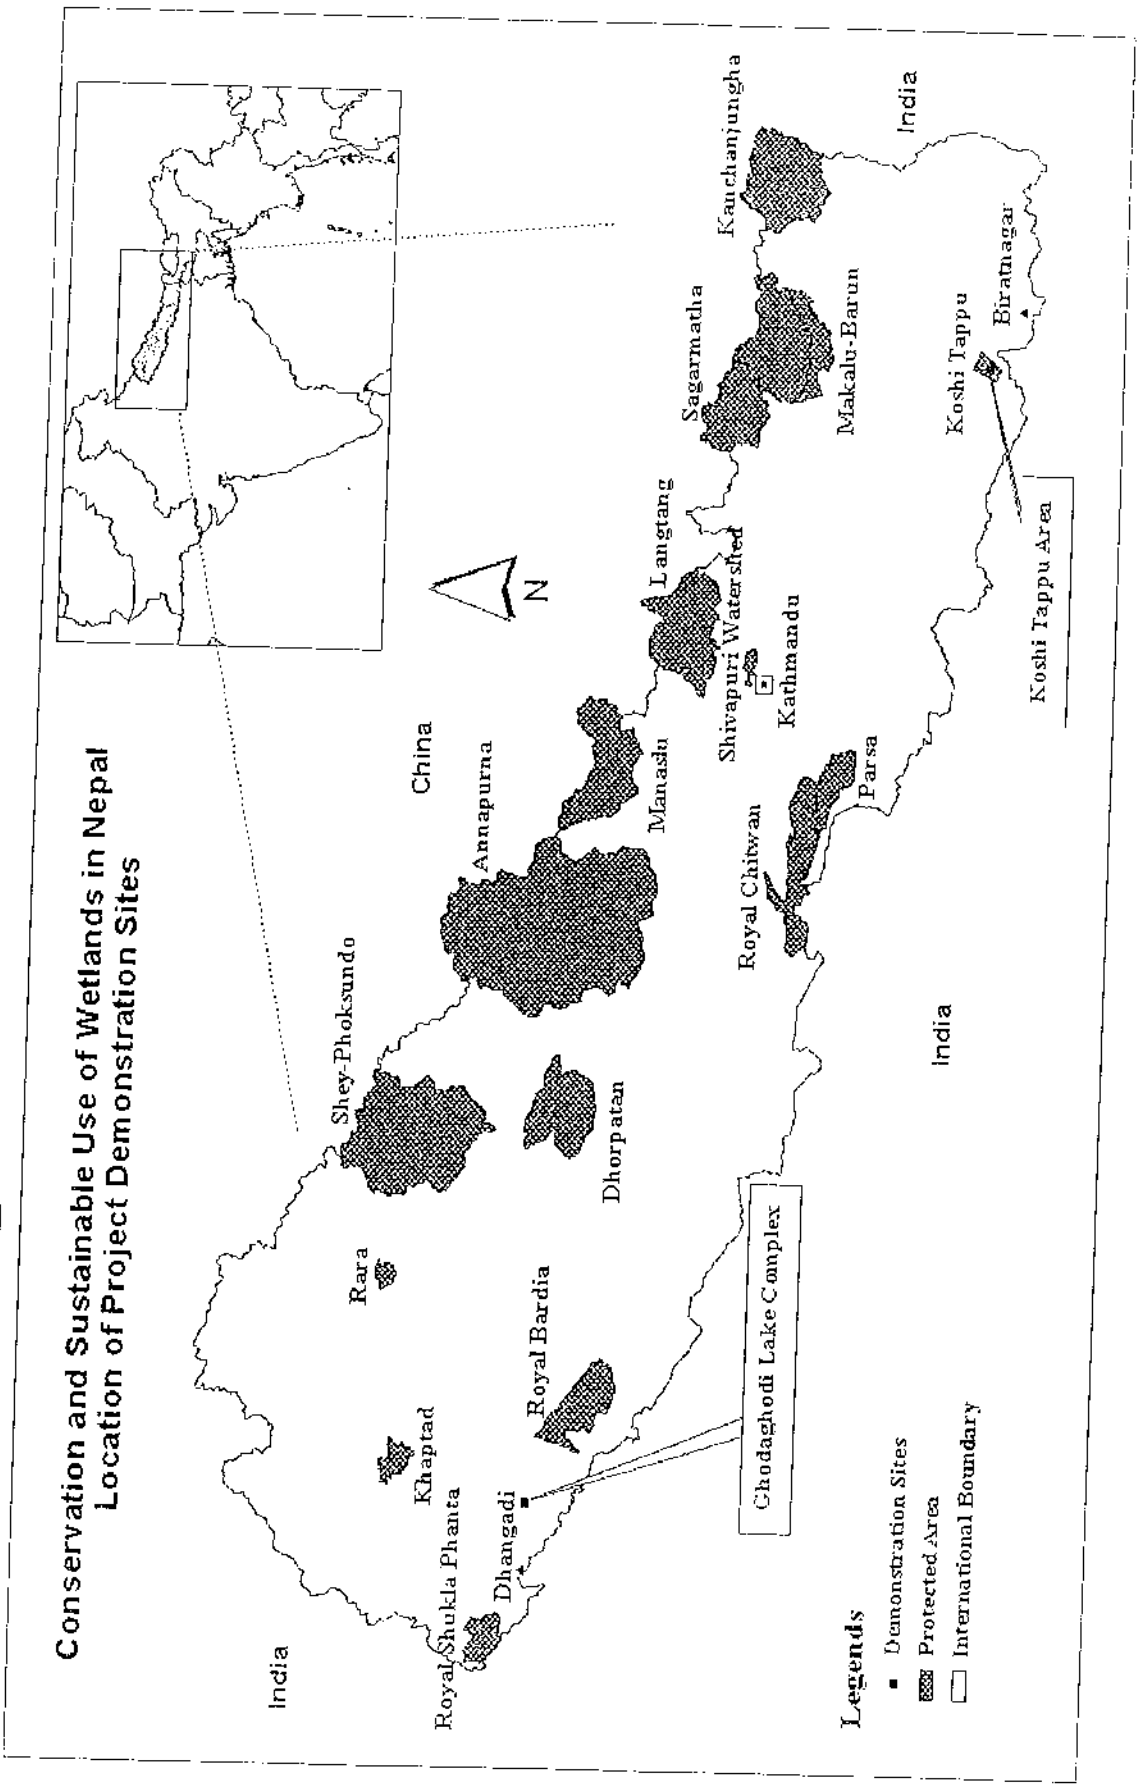 Conservation and Sustainable Use of Wetlands in Nepal
Location of Project Demonstration Sites
India
China
Shey-Phoksundo
Annapurna
Rara
Khaptad
Royal Shukla Phanta
Dhangadi
Royal Bardia
Dhorpatan
Manaslu
Langtang
Shivapuri Watershed
Kathmandu
Sagarmatha
Kanchanjungha
Makalu-Barun
India
Royal Chitwan
Parsa
Koshi Tappu
Biratnagar
Ghodaghodi Lake Complex
India
Koshi Tappu Area
N
Legends
Demonstration Sites
Protected Area
International Boundary